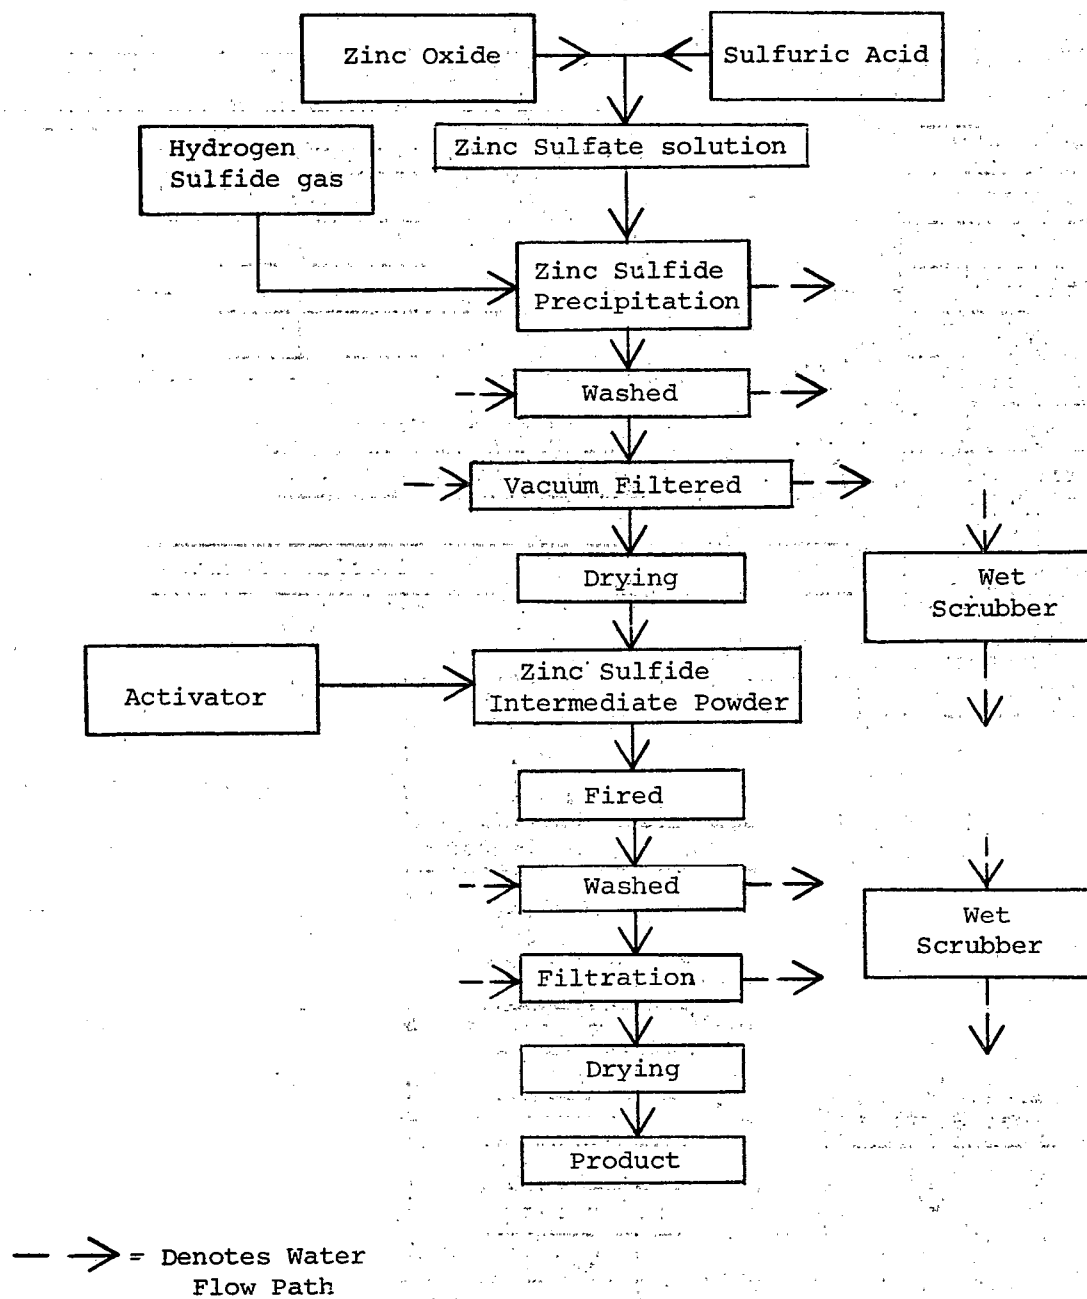 Zinc Oxide
Sulfuric Acid
Hydrogen
Sulfide gas
Zinc Sulfate solution
Zinc Sulfide
Precipitation
Washed
Vacuum Filtered
Drying
Wet
Scrubber
Activator
Zinc Sulfide
Intermediate Powder
Fired
Washed
Wet
Scrubber
Filtration
Drying
Product
= Denotes Water
Flow Path